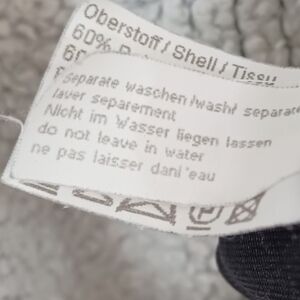 Oberstoff / Shell / Tissu
60%
Separate waschen /wash/ separate
laver separement
Nicht im Wasser liegen lassen
do not leave in water
ne pas laisser danl'eau